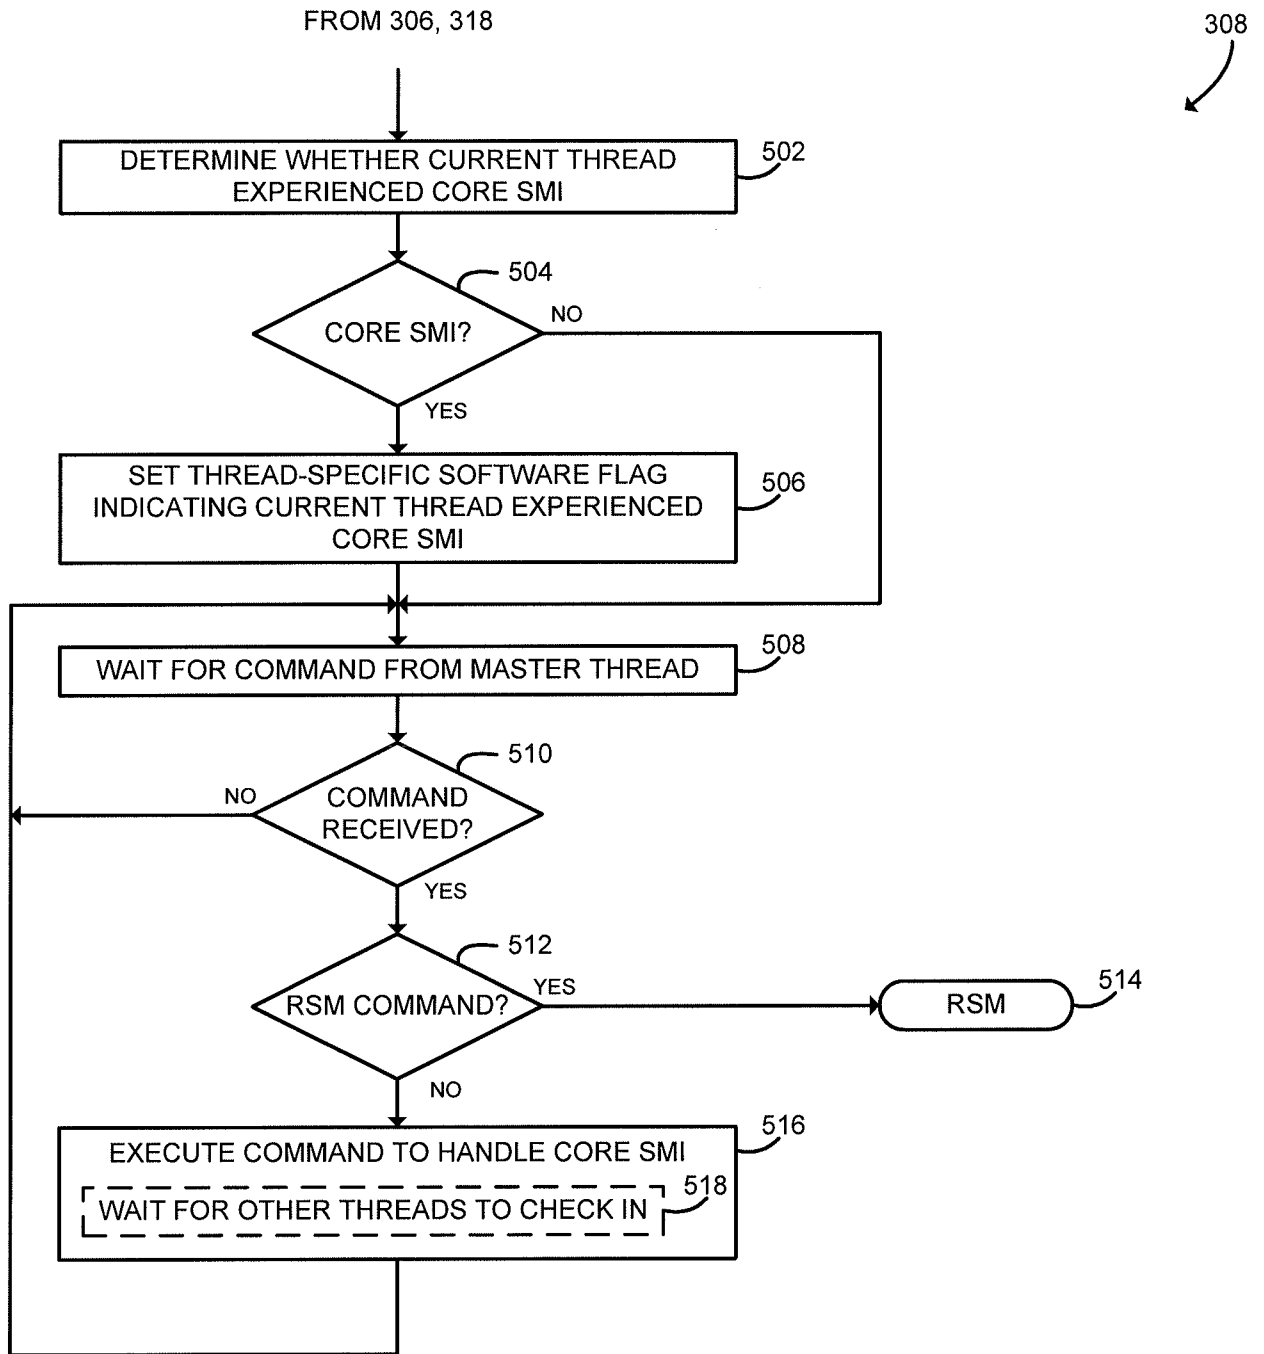 FROM 306, 318
308
DETERMINE WHETHER CURRENT THREAD
EXPERIENCED CORE SMI
502
504
CORE SMI?
NO
YES
SET THREAD-SPECIFIC SOFTWARE FLAG
INDICATING CURRENT THREAD EXPERIENCED
CORE SMI
506
WAIT FOR COMMAND FROM MASTER THREAD
508
510
COMMAND
RECEIVED?
NO
YES
512
RSM COMMAND?
YES
RSM
514
NO
EXECUTE COMMAND TO HANDLE CORE SMI
516
WAIT FOR OTHER THREADS TO CHECK IN
518